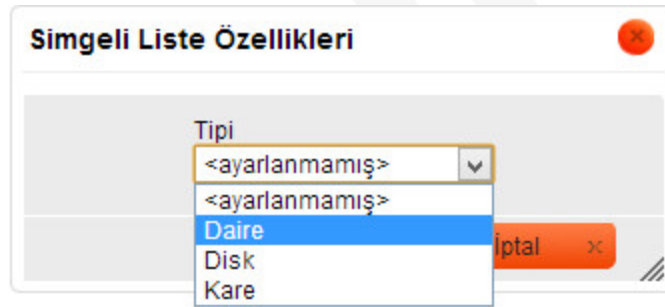 Simgeli Liste Özellikleri
Tipi
<ayarlanmamış>
<ayarlanmamış>
Daire
Disk
Kare
İptal